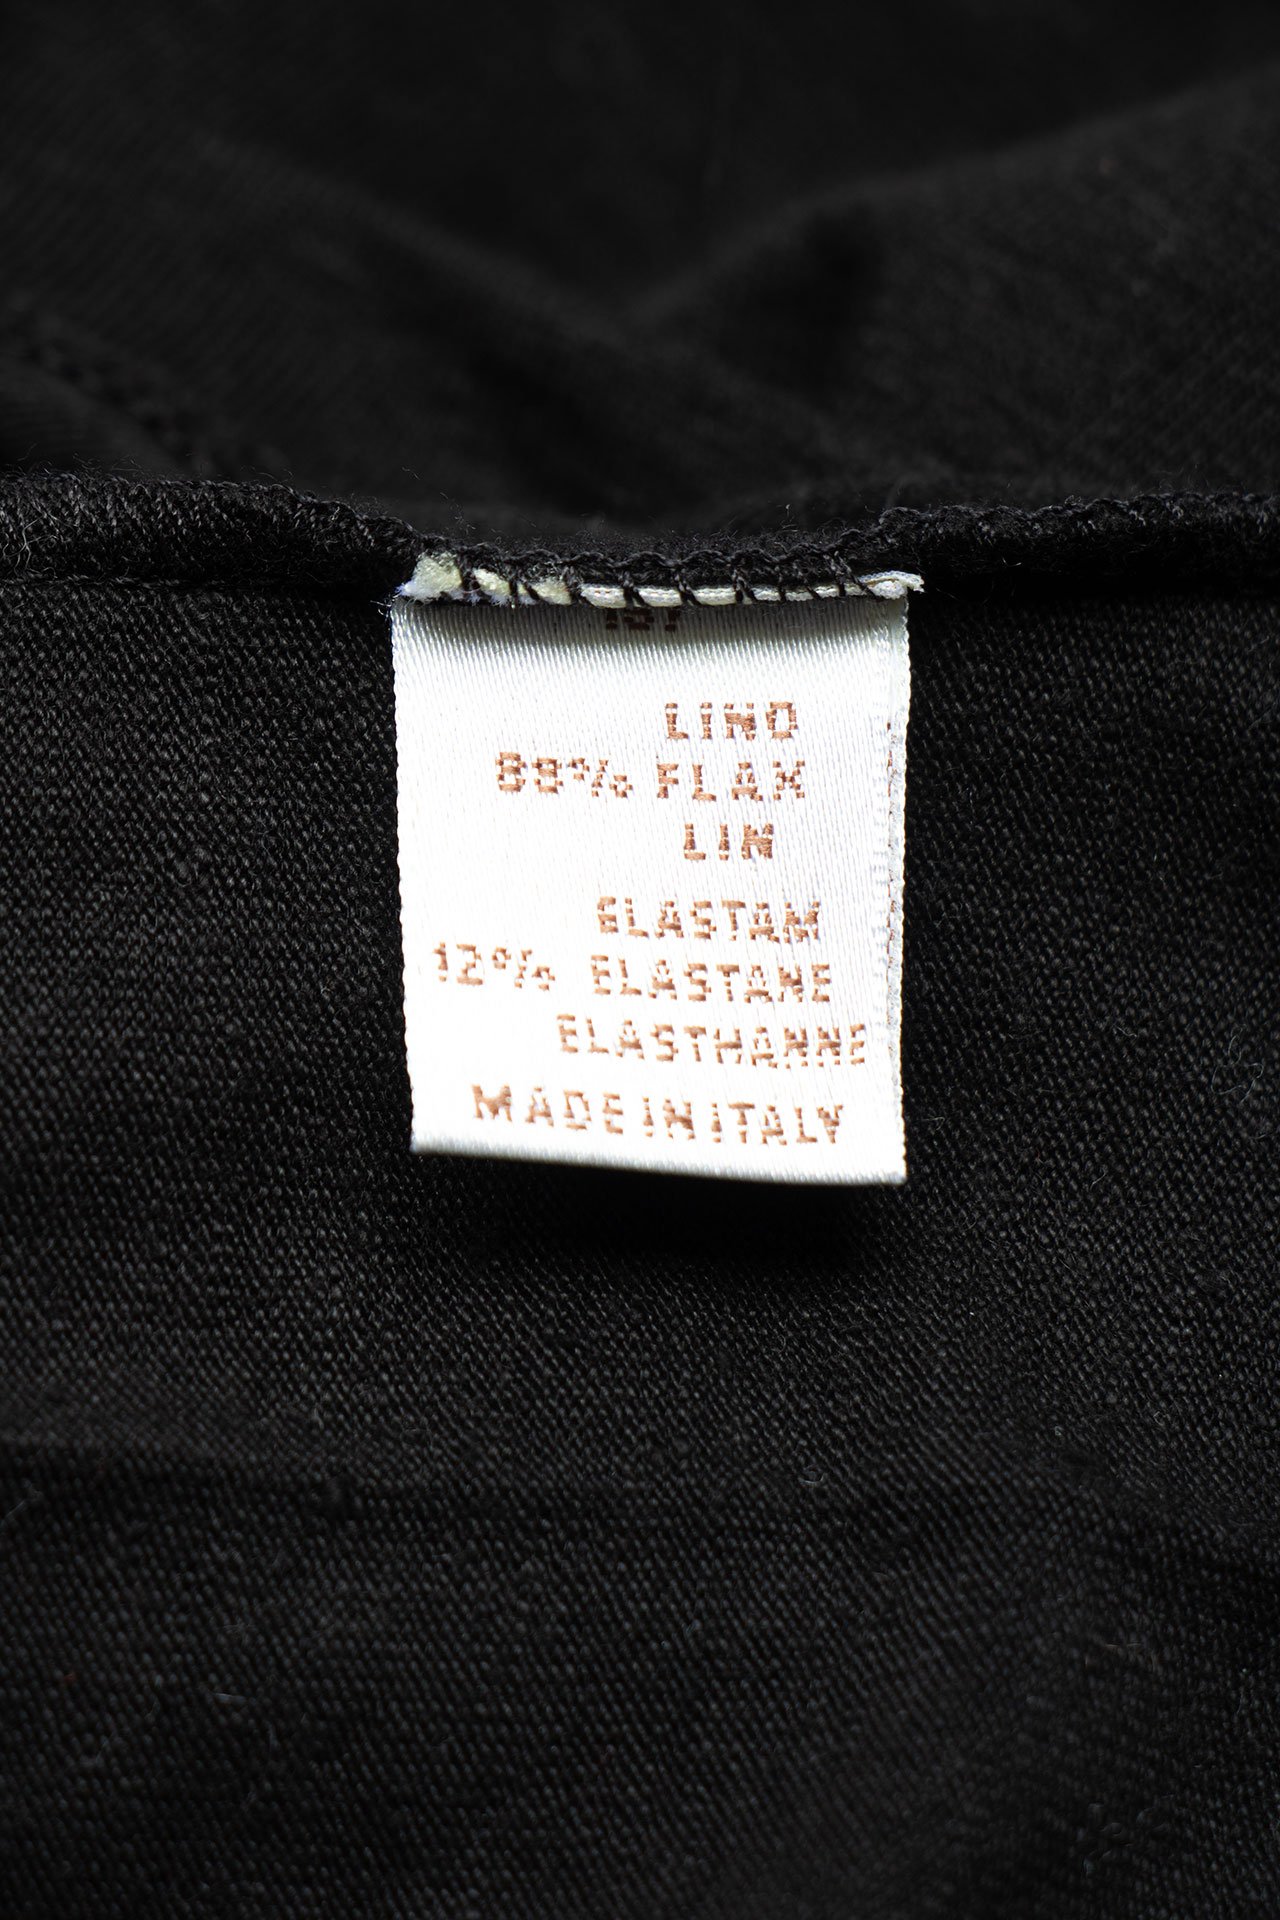 LINO
88% FLAX
LIN
ELASTAM
12% ELASTANE
ELASTHANNE
MADE IN ITALY